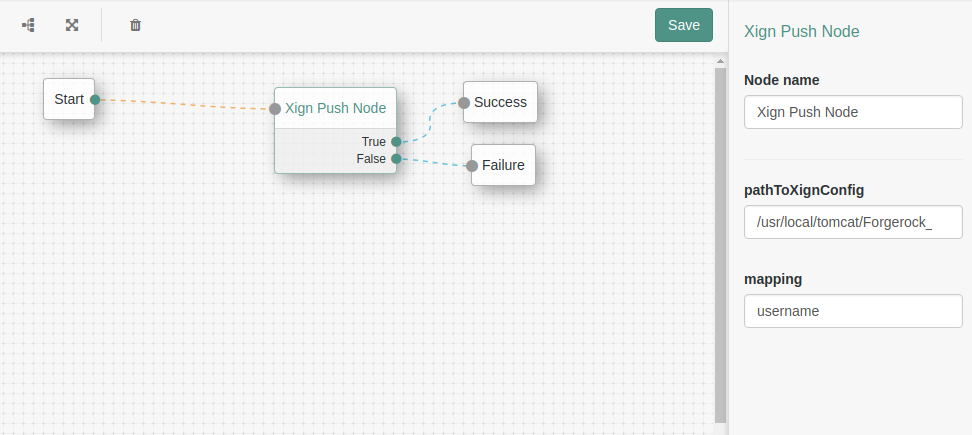 Save
Start
Xign Push Node
True
False
Success
Failure
Xign Push Node
Node name
Xign Push Node
pathToXignConfig
/usr/local/tomcat/Forgerock_
mapping
username